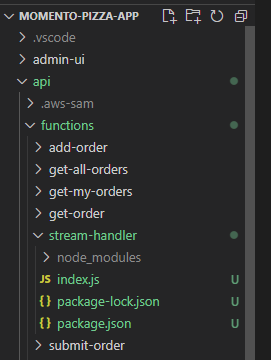 MOMENTO-PIZZA-APP
.vscode
admin-ui
api
.aws-sam
functions
add-order
get-all-orders
get-my-orders
get-order
stream-handler
node_modules
JS index.js U
{ } package-lock.json U
{ } package.json U
submit-order